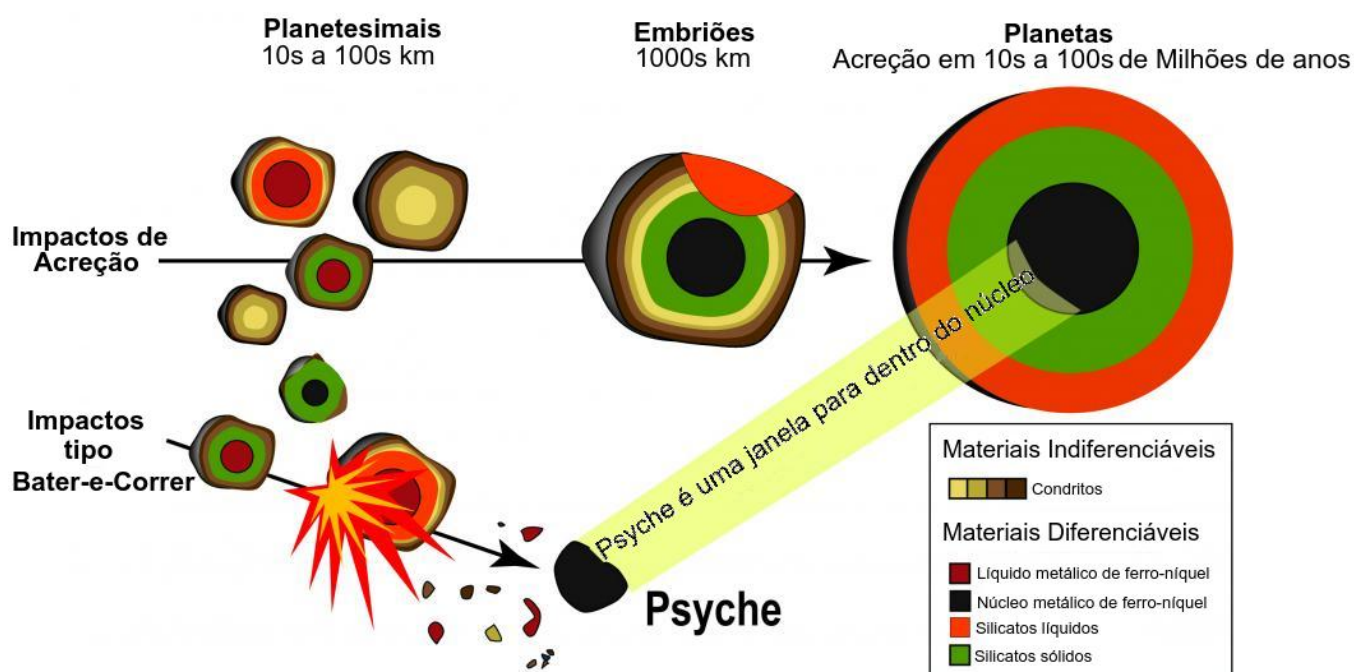 Planetesimais
10s a 100s km
Embriões
1000s km
Planetas
Acreção em 10s a 100s de Milhões de anos
Impactos de
Acreção
Impactos
tipo
Bater-e-Correr
Psyche é uma janela para dentro do núcleo
Psyche
Materiais Indiferenciáveis
Condritos
Materiais Diferenciáveis
Líquido metálico de ferro-níquel
Núcleo metálico de ferro-níquel
Silicatos líquidos
Silicatos sólidos